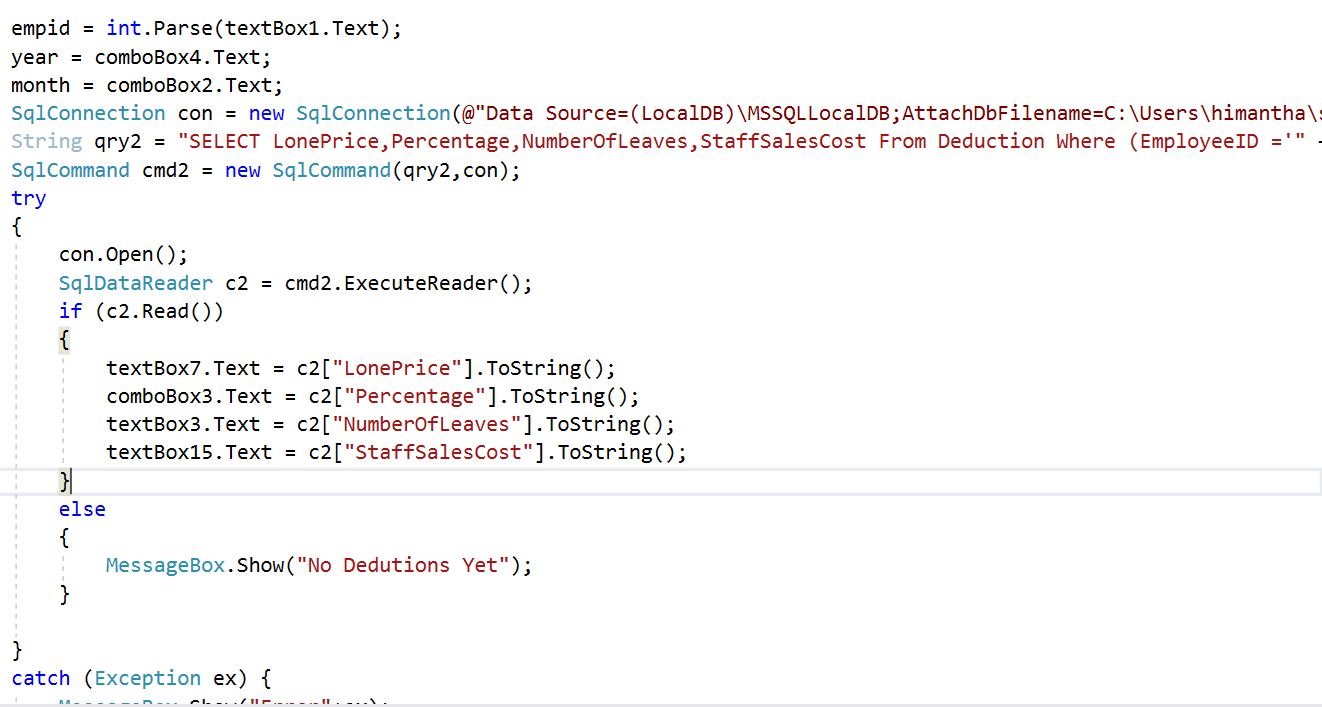 empid = int.Parse(textBox1.Text);
year = comboBox4.Text;
month = comboBox2.Text;
SqlConnection con = new SqlConnection(@"Data Source=(LocalDB)\MSSQLLocalDB;AttachDbFilename=C:\Users\himantha\s
String qry2 = "SELECT LonePrice,Percentage,NumberOfLeaves,StaffSalesCost From Deduction Where (EmployeeID ='" +
SqlCommand cmd2 = new SqlCommand(qry2,con);
try
{
con.Open();
SqlDataReader c2 = cmd2.ExecuteReader();
if (c2.Read())
{
textBox7.Text = c2["LonePrice"].ToString();
comboBox3.Text = c2["Percentage"].ToString();
textBox3.Text = c2["NumberOfLeaves"].ToString();
textBox15.Text = c2["StaffSalesCost"].ToString();
}
else
{
MessageBox.Show("No Dedutions Yet");
}
}
catch (Exception ex) {